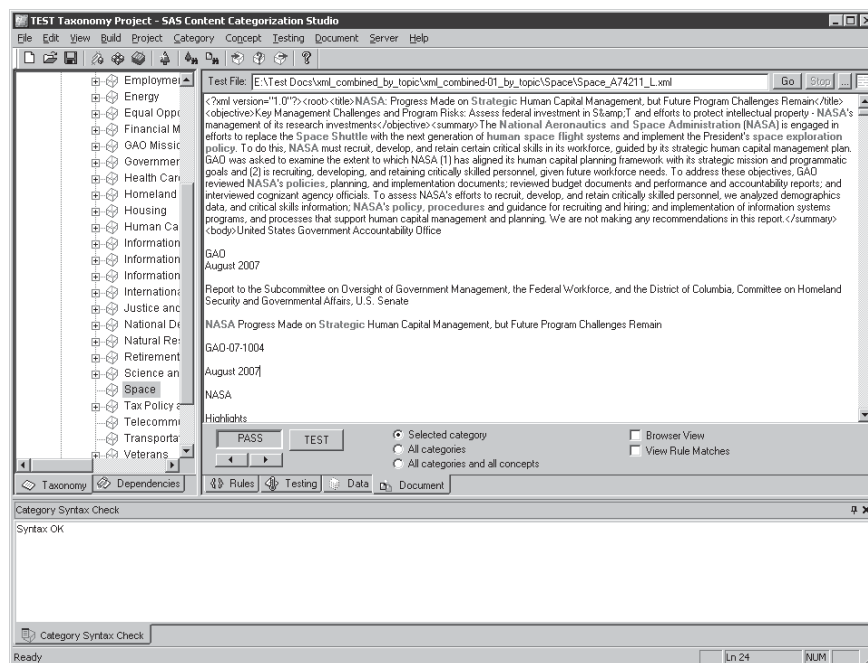 TEST Taxonomy Project - SAS Content Categorization Studio
File Edit View Build Project Category Concept Testing Document Server Help
Employmer
Energy
Equal Oppo
Financial M
GAO Missic
Governmer
Health Card
Homeland
Housing
Human Ca
Information
Information
Information
Internationa
Justice and
National De
Natural Res
Retirement
Science an
Space
Tax Policy a
Telecommu
Transporta
Veterans
Taxonomy Dependencies
Test File: E:\Test Docs\xml_combined_by_topic\xml_combined-01_by_topic\Space\Space_A74211_L.xml Go Stop ...
<?xml version="1.0"?><root><title>NASA: Progress Made on Strategic Human Capital Management, but Future Program Challenges Remain</title>
<objective>Key Management Challenges and Program Risks: Assess federal investment in S&amp;T and efforts to protect intellectual property - NASA's
management of its research investments</objective><summary>The National Aeronautics and Space Administration (NASA) is engaged in
efforts to replace the Space Shuttle with the next generation of human space flight systems and implement the President's space exploration
policy. To do this, NASA must recruit, develop, and retain certain critical skills in its workforce, guided by its strategic human capital management plan.
GAO was asked to examine the extent to which NASA (1) has aligned its human capital planning framework with its strategic mission and programmatic
goals and (2) is recruiting, developing, and retaining critically skilled personnel, given future workforce needs. To address these objectives, GAO
reviewed NASA's policies, planning, and implementation documents; reviewed budget documents and performance and accountability reports; and
interviewed cognizant agency officials. To assess NASA's efforts to recruit, develop, and retain critically skilled personnel, we analyzed demographics
data, and critical skills information; NASA's policy, procedures and guidance for recruiting and hiring; and implementation of information systems
programs, and processes that support human capital management and planning. We are not making any recommendations in this report.</summary>
<body>United States Government Accountability Office
GAO
August 2007
Report to the Subcommittee on Oversight of Government Management, the Federal Workforce, and the District of Columbia, Committee on Homeland
Security and Governmental Affairs, U.S. Senate
NASA Progress Made on Strategic Human Capital Management, but Future Program Challenges Remain
GAO-07-1004
August 2007
NASA
Highlights
PASS TEST
Selected category
All categories
All categories and all concepts
Browser View
View Rule Matches
Rules Testing Data Document
Category Syntax Check
Syntax OK
Category Syntax Check
Ready Ln 24 NUM